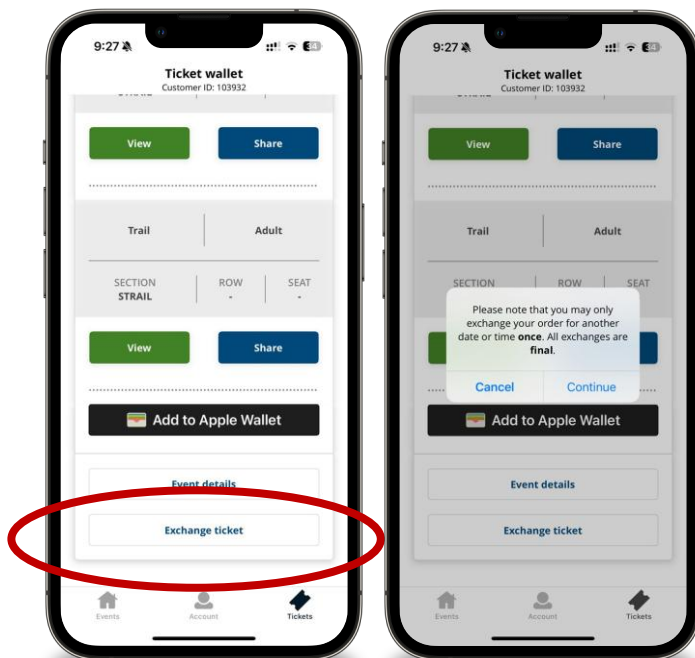 9:27
34
Ticket wallet
Customer ID: 103932
View
Share
Trail
Adult
SECTION
ROW
SEAT
STRAIL
-
-
View
Share
Add to Apple Wallet
Event details
Exchange ticket
Events
Account
Tickets
9:27
34
Ticket wallet
Customer ID: 103932
View
Share
Trail
Adult
SECTION
ROW
SEAT
Please note that you may only
exchange your order for another
date or time once. All exchanges are
final.
Cancel
Continue
Add to Apple Wallet
Event details
Exchange ticket
Events
Account
Tickets